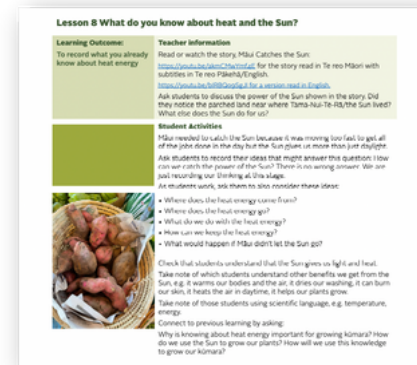 Lesson 8 What do you know about heat and the Sun?
Learning Outcome:
To record what you already
know about heat energy
Teacher Information
Read or watch the story, Māui Catches the Sun:
for the story read in Te reo Māori with
subtitles in Te reo Pākehā/English.
for a version read in English.
Ask students to discuss the power of the Sun shown in the story. Did
they notice the parched land near where Tama-Nui-Te-Rā/the Sun lived?
What else does the Sun do for us?
Student Activities
Māui needed to catch the Sun because it was moving too fast to get all
of the jobs done in the day but the Sun gives us more than just daylight.
Ask students to record their ideas that might answer this question: How
can we catch the power of the Sun? There is no wrong answer. We are
just recording our thinking at this stage.
As students work, ask them to also consider these ideas:
• Where does the heat energy come from?
• Where does the heat energy go?
• What do we do with the heat energy?
• How can we keep the heat energy?
• What would happen if Māui didn't let the Sun go?
Check that students understand that the Sun gives us light and heat.
Take note of which students understand other benefits we get from the
Sun, e.g. it warms our bodies and the air, it dries our washing, it can burn
our skin, it heats the air in daytime, it helps our plants grow.
Take note of those students using scientific language, e.g. temperature,
energy.
Connect to previous learning by asking:
Why is knowing about heat energy important for growing kūmara? How
do we use the Sun to grow our plants? How will we use this knowledge
to grow our kūmara?